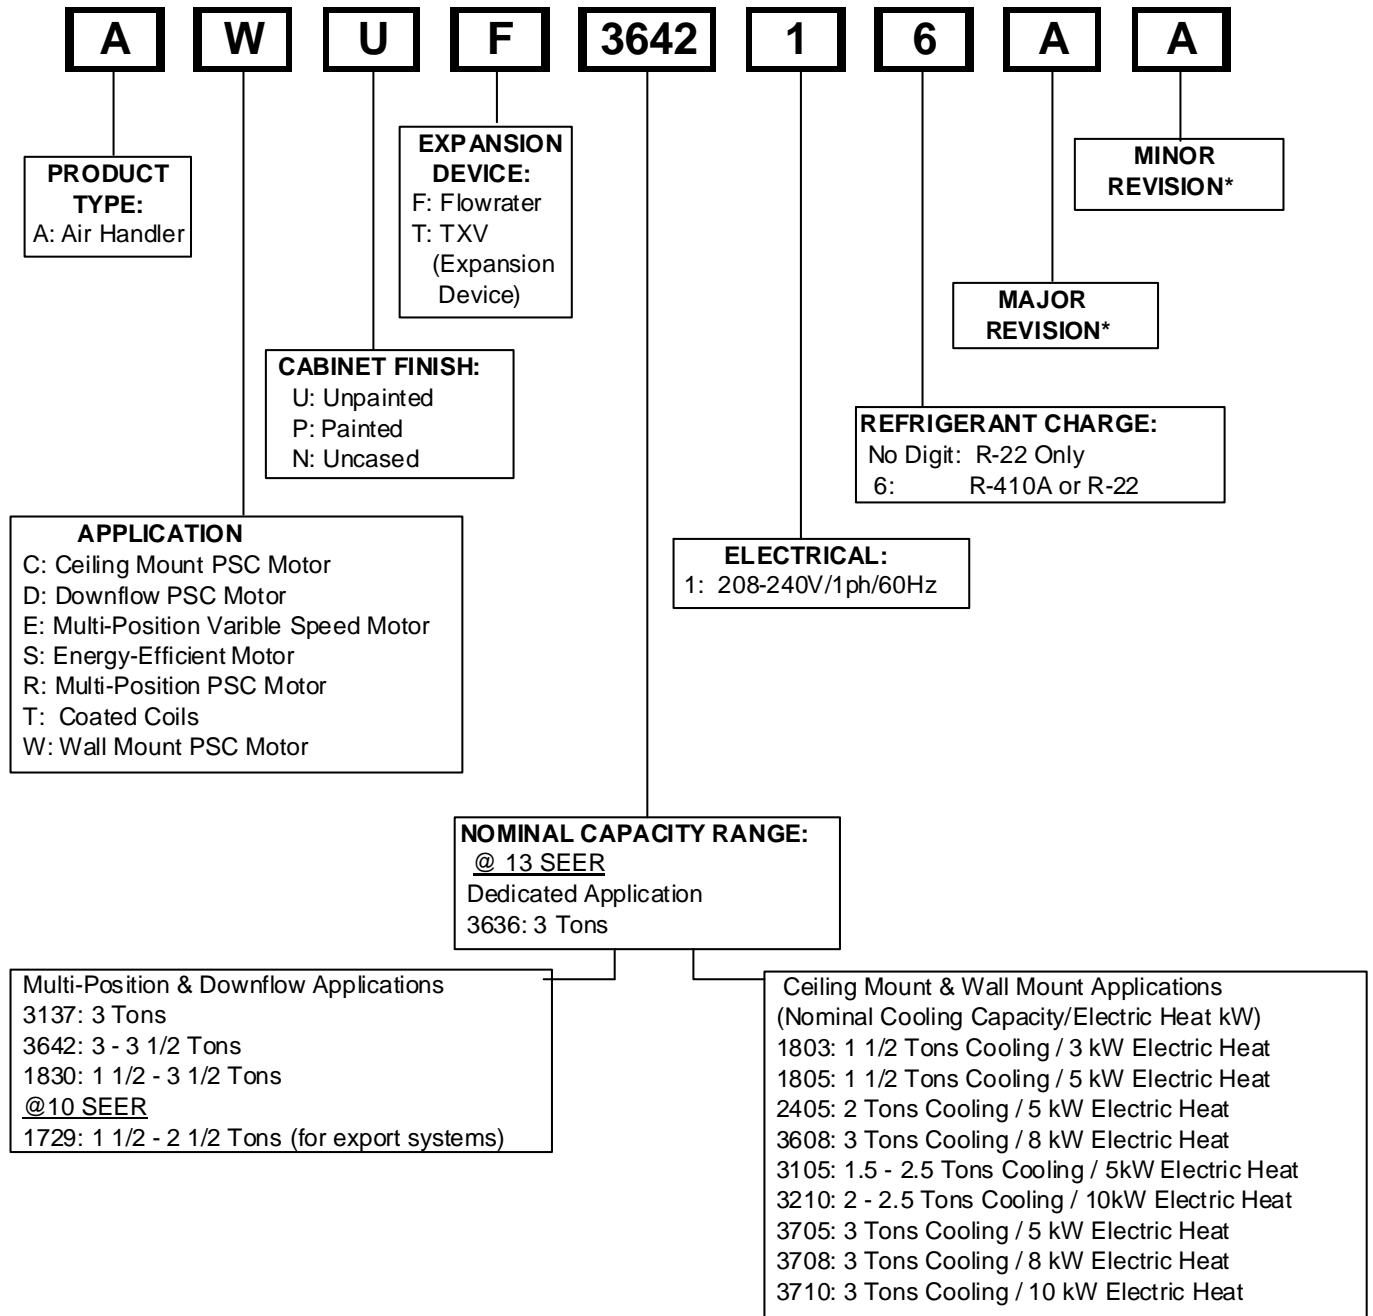 A W U F 3642 1 6 A A
PRODUCT
TYPE:
A: Air Handler
EXPANSION
DEVICE:
F: Flowrater
T: TXV
(Expansion
Device)
MINOR
REVISION*
MAJOR
REVISION*
CABINET FINISH:
U: Unpainted
P: Painted
N: Uncased
REFRIGERANT CHARGE:
No Digit: R-22 Only
6: R-410A or R-22
APPLICATION
C: Ceiling Mount PSC Motor
D: Downflow PSC Motor
E: Multi-Position Varible Speed Motor
S: Energy-Efficient Motor
R: Multi-Position PSC Motor
T: Coated Coils
W: Wall Mount PSC Motor
ELECTRICAL:
1: 208-240V/1ph/60Hz
NOMINAL CAPACITY RANGE:
@ 13 SEER
Dedicated Application
3636: 3 Tons
Multi-Position & Downflow Applications
3137: 3 Tons
3642: 3 - 3 1/2 Tons
1830: 1 1/2 - 3 1/2 Tons
@10 SEER
1729: 1 1/2 - 2 1/2 Tons (for export systems)
Ceiling Mount & Wall Mount Applications
(Nominal Cooling Capacity/Electric Heat kW)
1803: 1 1/2 Tons Cooling / 3 kW Electric Heat
1805: 1 1/2 Tons Cooling / 5 kW Electric Heat
2405: 2 Tons Cooling / 5 kW Electric Heat
3608: 3 Tons Cooling / 8 kW Electric Heat
3105: 1.5 - 2.5 Tons Cooling / 5kW Electric Heat
3210: 2 - 2.5 Tons Cooling / 10kW Electric Heat
3705: 3 Tons Cooling / 5 kW Electric Heat
3708: 3 Tons Cooling / 8 kW Electric Heat
3710: 3 Tons Cooling / 10 kW Electric Heat